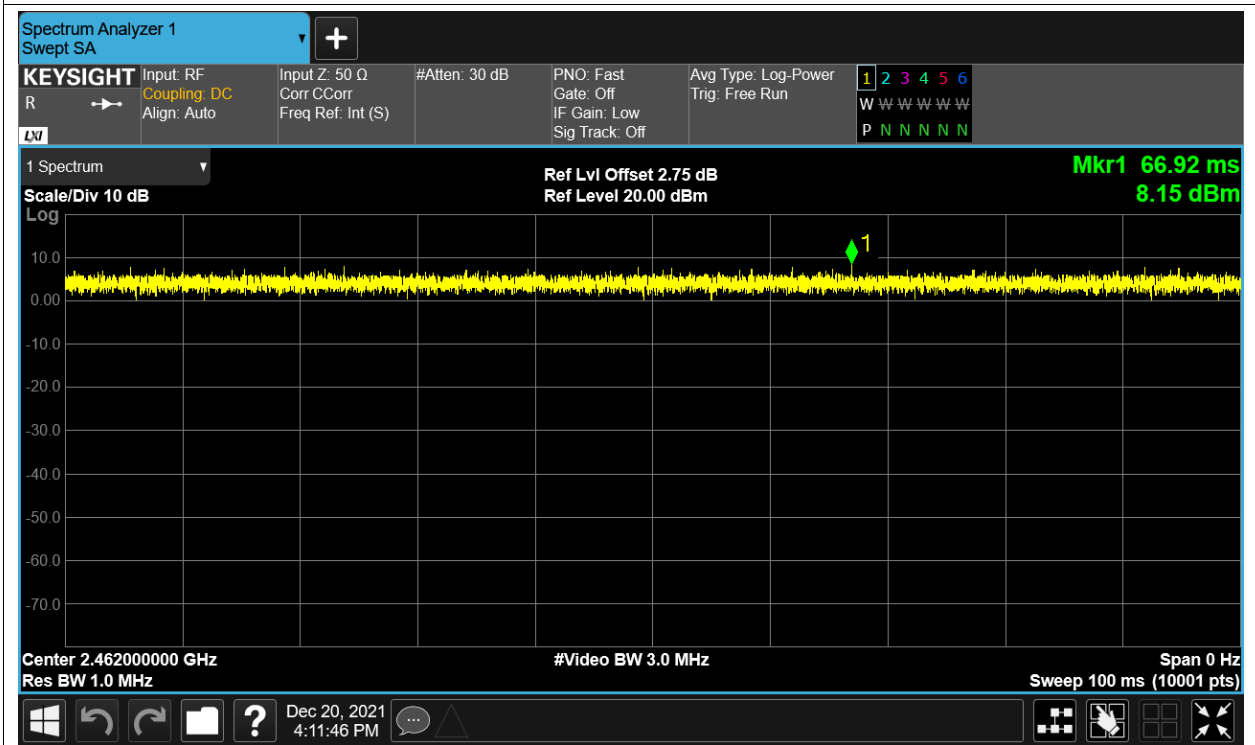 Spectrum Analyzer 1
Swept SA
KEYSIGHT
R
LXI
Input: RF
Coupling: DC
Align: Auto
Input Z: 50 Ω
Corr CCorr
Freq Ref: Int (S)
#Atten: 30 dB
PNO: Fast
Gate: Off
IF Gain: Low
Sig Track: Off
Avg Type: Log-Power
Trig: Free Run
1 2 3 4 5 6
W W W W W W
P N N N N N
1 Spectrum
Scale/Div 10 dB
Log
Ref Lvl Offset 2.75 dB
Ref Level 20.00 dBm
Mkr1 66.92 ms
8.15 dBm
1
10.0
0.00
-10.0
-20.0
-30.0
-40.0
-50.0
-60.0
-70.0
Center 2.462000000 GHz
Res BW 1.0 MHz
#Video BW 3.0 MHz
Span 0 Hz
Sweep 100 ms (10001 pts)
?
Dec 20, 2021
4:11:46 PM